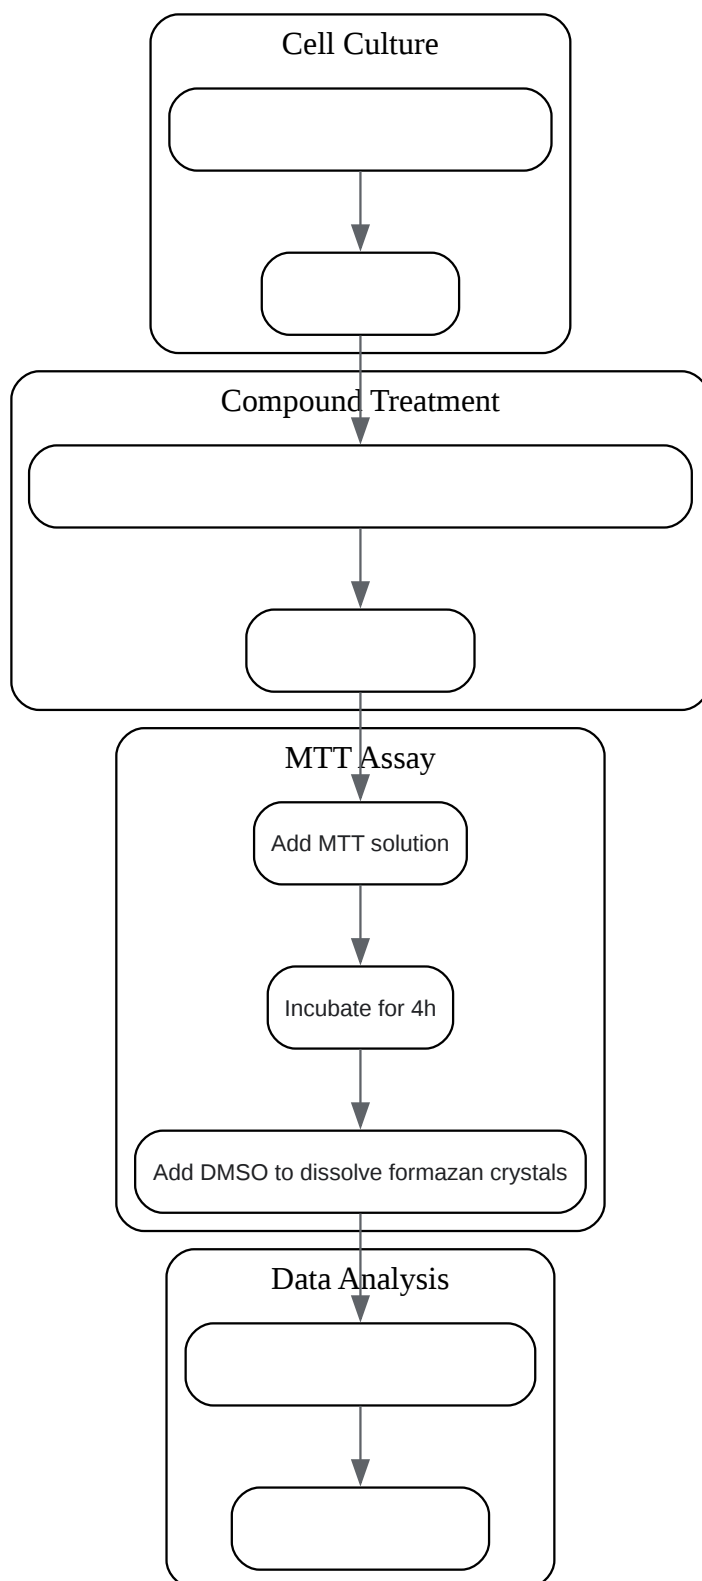 Cell Culture
Compound Treatment
MTT Assay
Add MTT solution
Incubate for 4h
Add DMSO to dissolve formazan crystals
Data Analysis